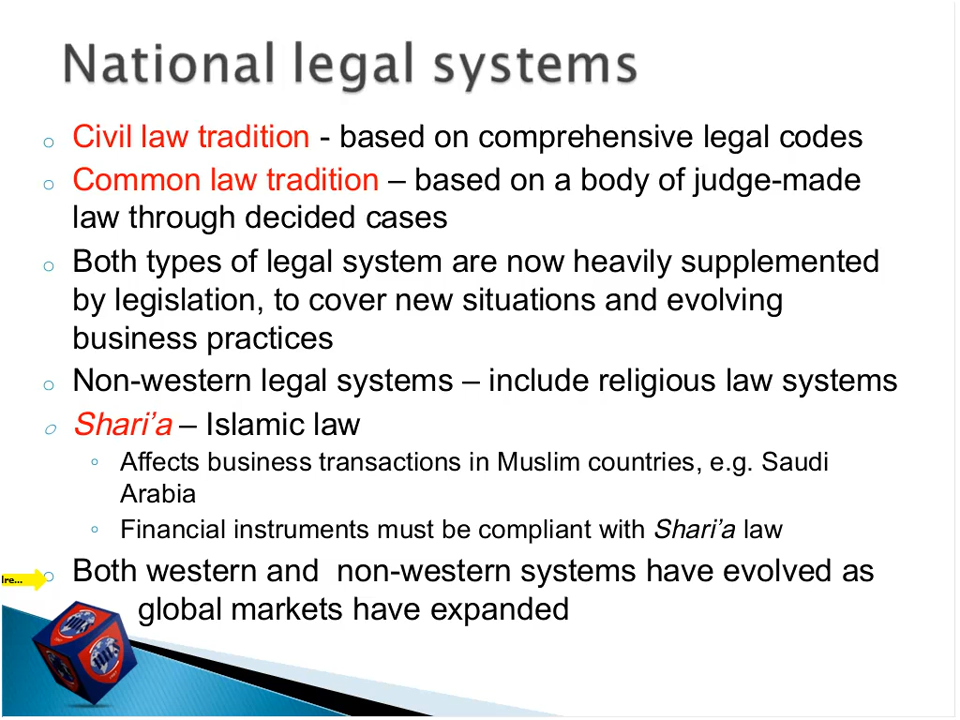 National legal systems
Civil law tradition - based on comprehensive legal codes
Common law tradition – based on a body of judge-made
law through decided cases
Both types of legal system are now heavily supplemented
by legislation, to cover new situations and evolving
business practices
Non-western legal systems – include religious law systems
Shari’a – Islamic law
Affects business transactions in Muslim countries, e.g. Saudi
Arabia
Financial instruments must be compliant with Shari’a law
Both western and non-western systems have evolved as
global markets have expanded